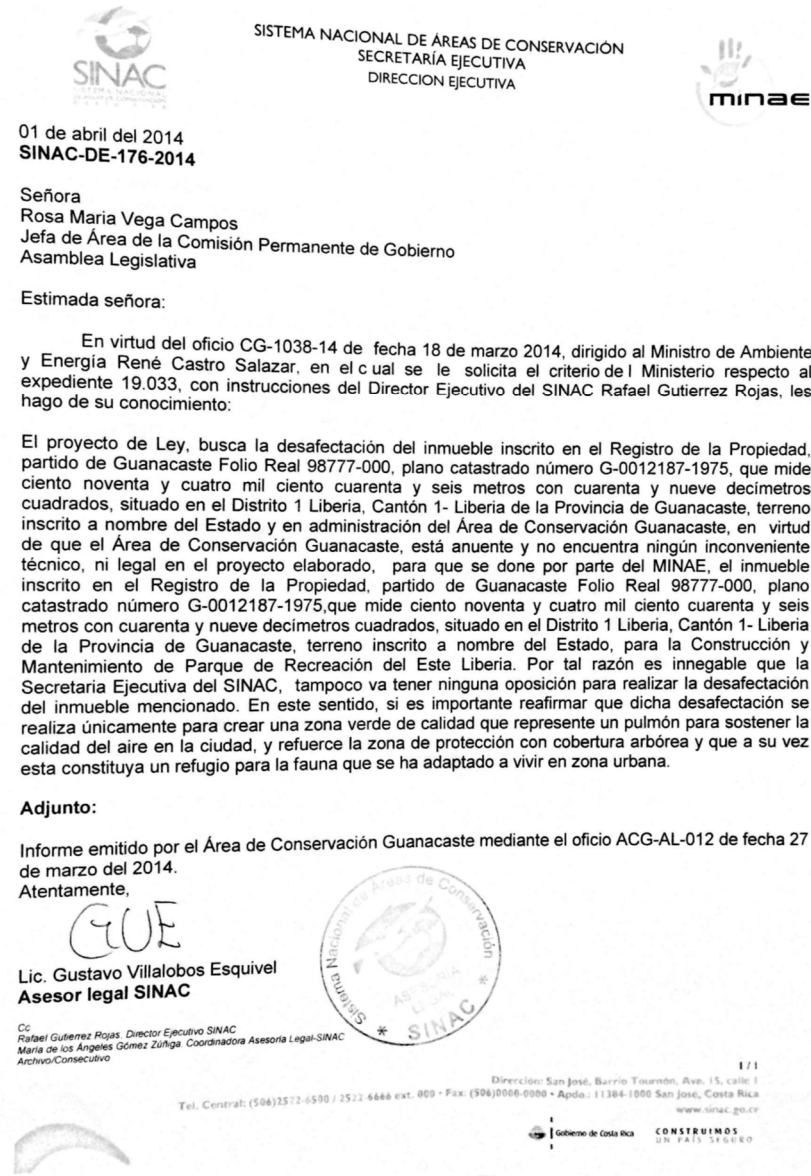 SINAC
SISTEMA NACIONAL
DE ÁREAS DE CONSERVACIÓN
COSTA RICA
SISTEMA NACIONAL DE ÁREAS DE CONSERVACIÓN
SECRETARÍA EJECUTIVA
DIRECCION EJECUTIVA
minae
01 de abril del 2014
SINAC-DE-176-2014
Señora
Rosa Maria Vega Campos
Jefa de Área de la Comisión Permanente de Gobierno
Asamblea Legislativa
Estimada señora:
En virtud del oficio CG-1038-14 de fecha 18 de marzo 2014, dirigido al Ministro de Ambiente
y Energía René Castro Salazar, en el c ual se le solicita el criterio de l Ministerio respecto al
expediente 19.033, con instrucciones del Director Ejecutivo del SINAC Rafael Gutierrez Rojas, les
hago de su conocimiento:
El proyecto de Ley, busca la desafectación del inmueble inscrito en el Registro de la Propiedad,
partido de Guanacaste Folio Real 98777-000, plano catastrado número G-0012187-1975, que mide
ciento noventa y cuatro mil ciento cuarenta y seis metros con cuarenta y nueve decímetros
cuadrados, situado en el Distrito 1 Liberia, Cantón 1- Liberia de la Provincia de Guanacaste, terreno
inscrito a nombre del Estado y en administración del Área de Conservación Guanacaste, en virtud
de que el Área de Conservación Guanacaste, está anuente y no encuentra ningún inconveniente
técnico, ni legal en el proyecto elaborado, para que se done por parte del MINAE, el inmueble
inscrito en el Registro de la Propiedad, partido de Guanacaste Folio Real 98777-000, plano
catastrado número G-0012187-1975,que mide ciento noventa y cuatro mil ciento cuarenta y seis
metros con cuarenta y nueve decímetros cuadrados, situado en el Distrito 1 Liberia, Cantón 1- Liberia
de la Provincia de Guanacaste, terreno inscrito a nombre del Estado, para la Construcción y
Mantenimiento de Parque de Recreación del Este Liberia. Por tal razón es innegable que la
Secretaria Ejecutiva del SINAC, tampoco va tener ninguna oposición para realizar la desafectación
del inmueble mencionado. En este sentido, si es importante reafirmar que dicha desafectación se
realiza únicamente para crear una zona verde de calidad que represente un pulmón para sostener la
calidad del aire en la ciudad, y refuerce la zona de protección con cobertura arbórea y que a su vez
esta constituya un refugio para la fauna que se ha adaptado a vivir en zona urbana.
Adjunto:
Informe emitido por el Área de Conservación Guanacaste mediante el oficio ACG-AL-012 de fecha 27
de marzo del 2014.
Atentamente,
GUE
Sistema Nacional de Áreas de Conservación
ASESORIA
LEGAL
* SINAC *
Lic. Gustavo Villalobos Esquivel
Asesor legal SINAC
Cc
Rafael Gutierrez Rojas. Director Ejecutivo SINAC
María de los Ángeles Gómez Zúñiga. Coordinadora Asesoría Legal-SINAC
Archivo/Consecutivo
1 / 1
Dirección: San José, Barrio Tournón, Ave. 15, calle 1
Tel. Central: (506)2522-6500 / 2522-6666 ext. 000 • Fax: (506)0000-0000 • Apdo.: 11384-1000 San José, Costa Rica
www.sinac.go.cr
Gobierno de Costa Rica
CONSTRUIMOS
UN PAÍS SEGURO